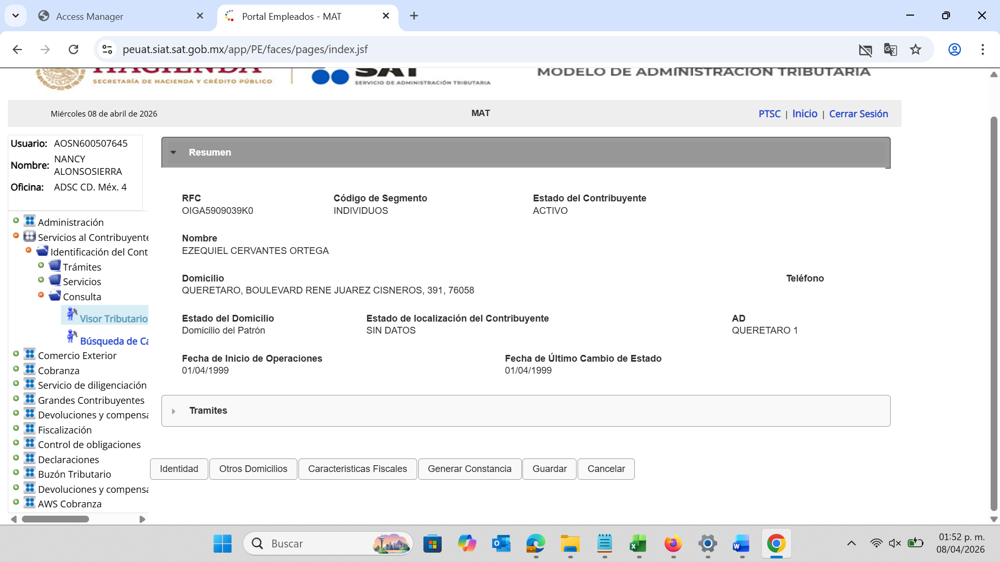 Access Manager
Portal Empleados - MAT
peuat.siat.sat.gob.mx/app/PE/faces/pages/index.jsf
HACIENDA
SECRETARÍA DE HACIENDA Y CRÉDITO PÚBLICO
SAT
SERVICIO DE ADMINISTRACIÓN TRIBUTARIA
MODELO DE ADMINISTRACIÓN TRIBUTARIA
Miércoles 08 de abril de 2026
MAT
PTSC | Inicio | Cerrar Sesión
Usuario: AOSN600507645
Nombre: NANCY ALONSOSIERRA
Oficina: ADSC CD. Méx. 4
Administración
Servicios al Contribuyente
Identificación del Cont
Trámites
Servicios
Consulta
Visor Tributario
Búsqueda de Ca
Comercio Exterior
Cobranza
Servicio de diligenciación
Grandes Contribuyentes
Devoluciones y compensa
Fiscalización
Control de obligaciones
Declaraciones
Buzón Tributario
Devoluciones y compensa
AWS Cobranza
Resumen
RFC
OIGA5909039K0
Código de Segmento
INDIVIDUOS
Estado del Contribuyente
ACTIVO
Nombre
EZEQUIEL CERVANTES ORTEGA
Domicilio
QUERETARO, BOULEVARD RENE JUAREZ CISNEROS, 391, 76058
Teléfono
Estado del Domicilio
Domicilio del Patrón
Estado de localización del Contribuyente
SIN DATOS
AD
QUERETARO 1
Fecha de Inicio de Operaciones
01/04/1999
Fecha de Último Cambio de Estado
01/04/1999
Tramites
Identidad
Otros Domicilios
Caracteristicas Fiscales
Generar Constancia
Guardar
Cancelar
Buscar
01:52 p. m.
08/04/2026